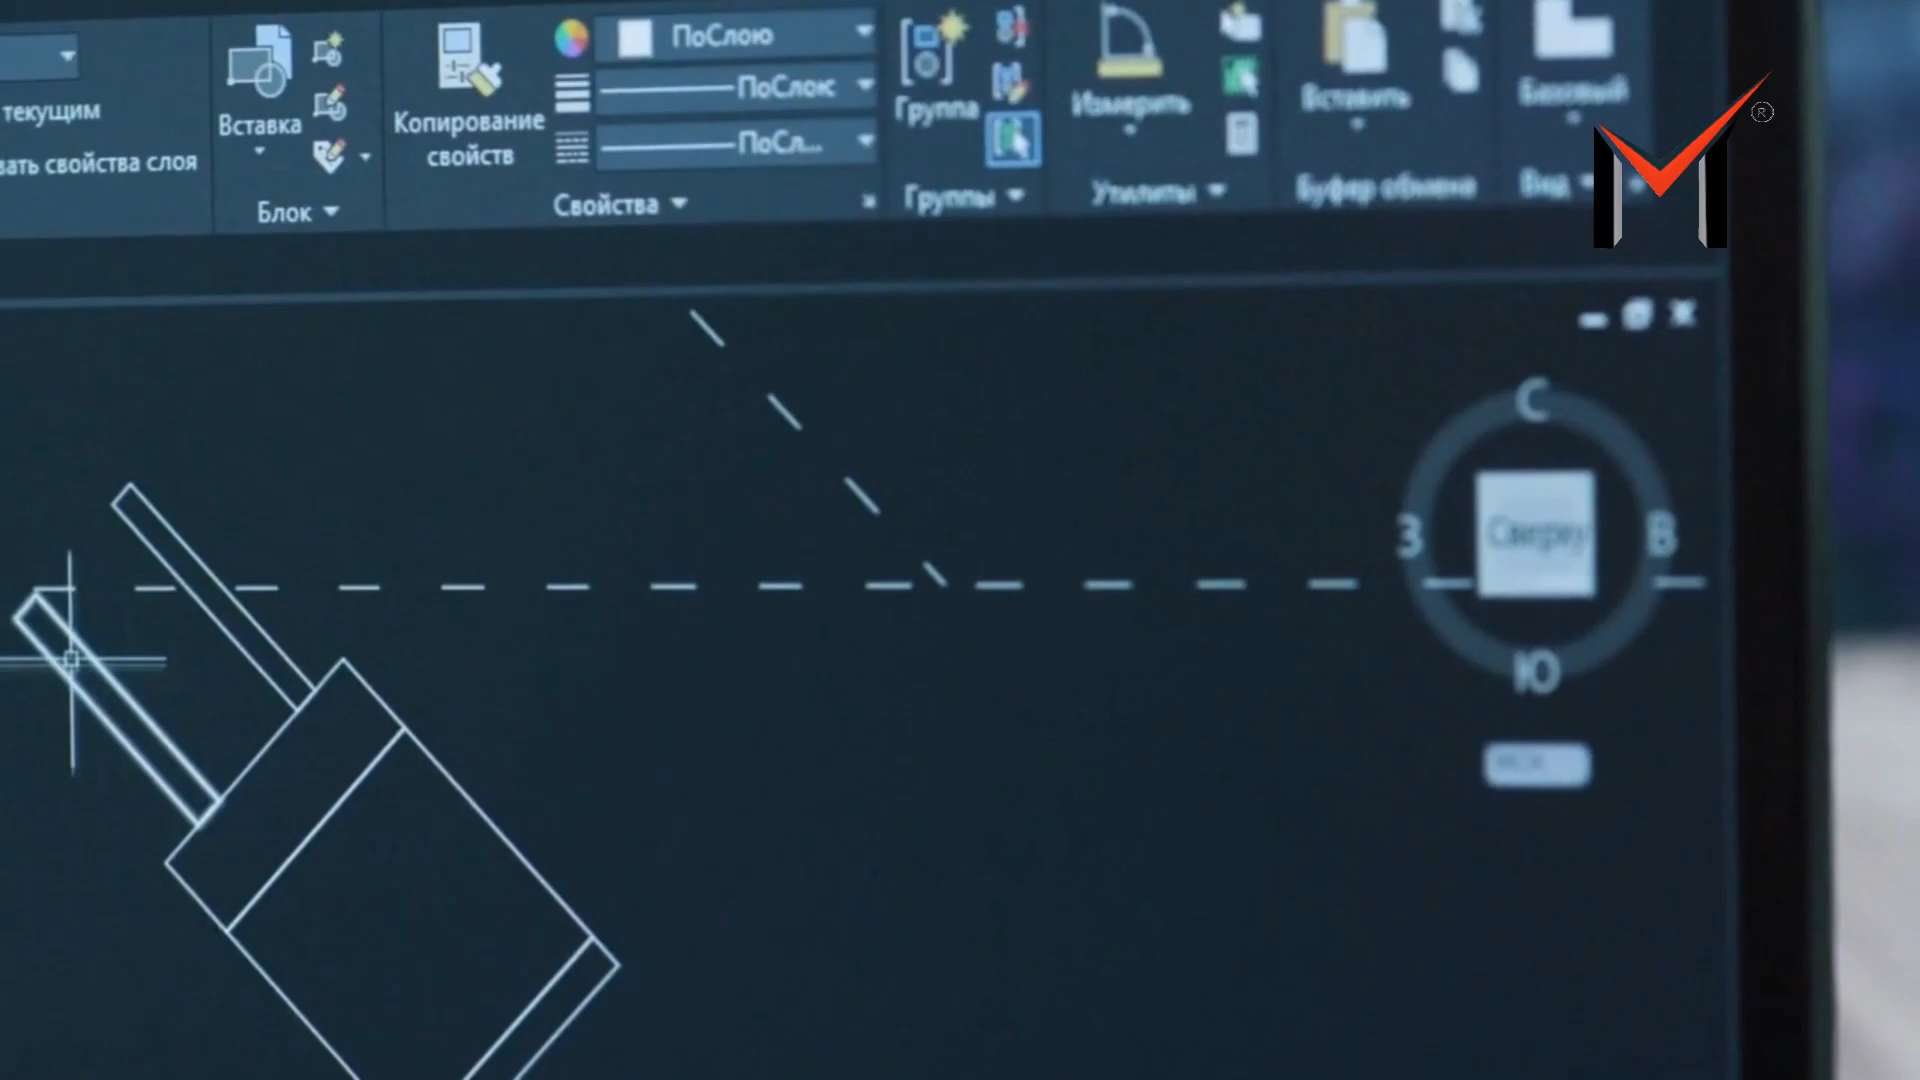 ПоСлою
ПоСлою
ПоСл...
текущим
вать свойства слоя
Вставка
Копирование
свойств
Группа
Измерить
Вставить
Базовый
Блок
Свойства
Группы
Утилиты
Буфер обмена
Вид
®
С
З
Сверху
В
Ю